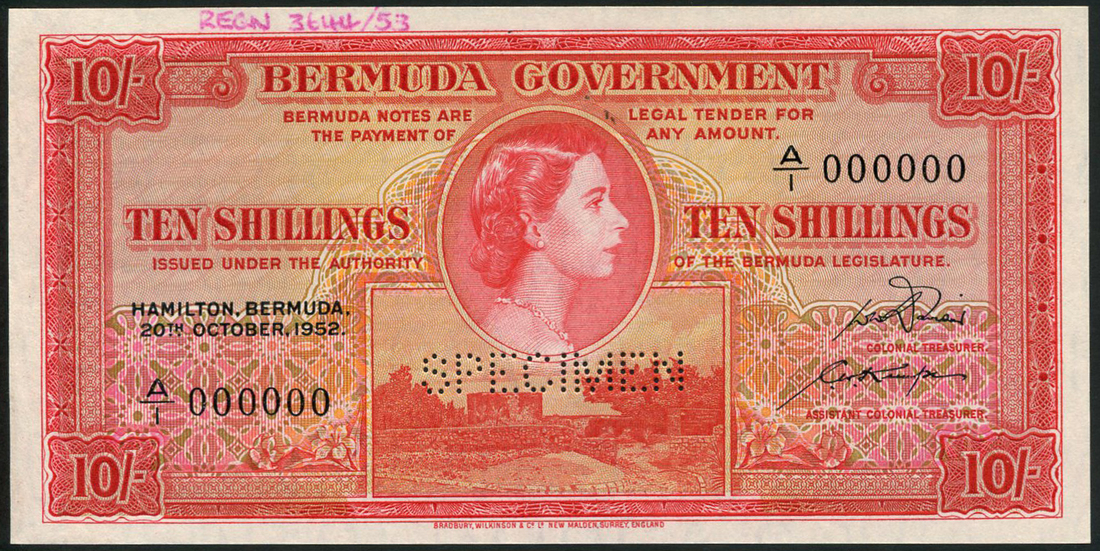 REGN 3644/53
10/- 10/-
BERMUDA GOVERNMENT
BERMUDA NOTES ARE LEGAL TENDER FOR
THE PAYMENT OF ANY AMOUNT.
A/1 000000
TEN SHILLINGS TEN SHILLINGS
ISSUED UNDER THE AUTHORITY OF THE BERMUDA LEGISLATURE.
HAMILTON, BERMUDA.
20TH OCTOBER, 1952.
COLONIAL TREASURER.
SPECIMEN
A/1 000000
ASSISTANT COLONIAL TREASURER.
10/- 10/-
BRADBURY, WILKINSON & Co. Ld. NEW MALDEN, SURREY, ENGLAND